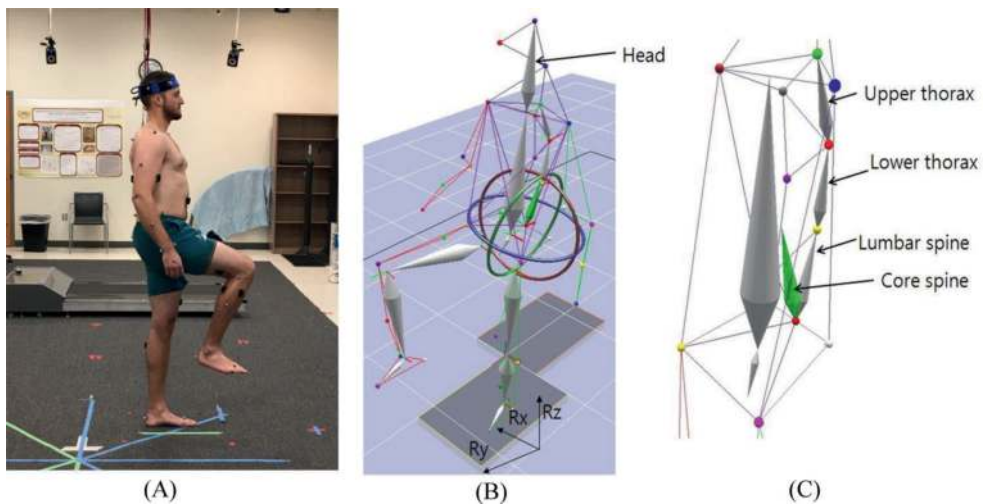 Head
Rx
Rz
Ry
Upper thorax
Lower thorax
Lumbar spine
Core spine
(A)
(B)
(C)